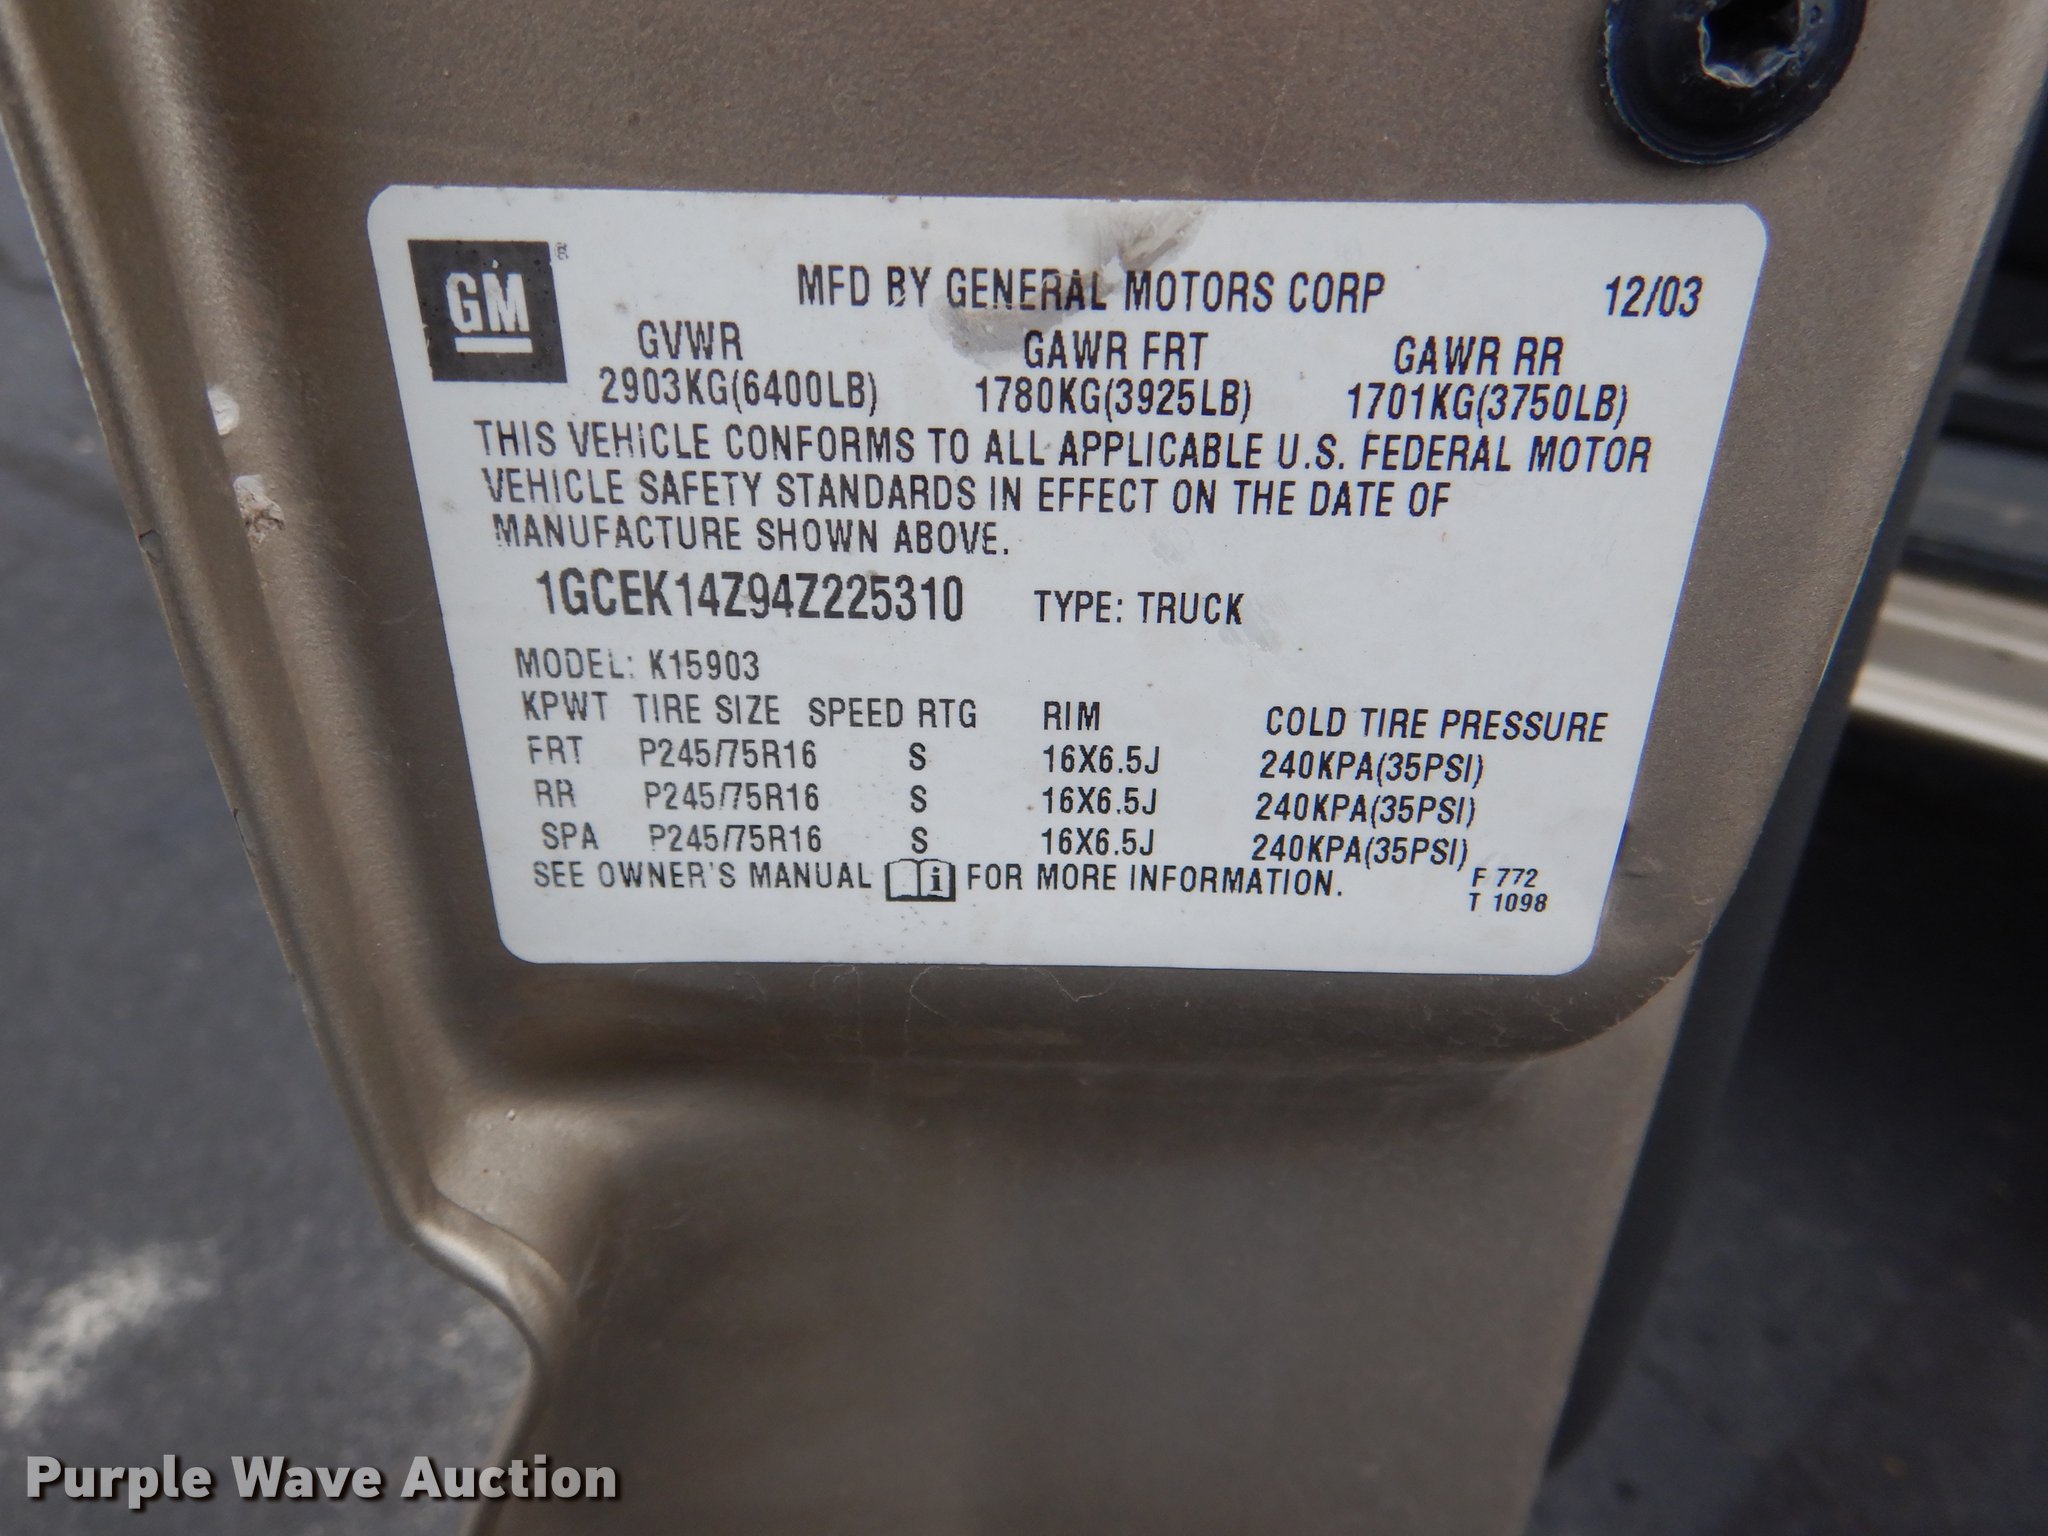 GM®
MFD BY GENERAL MOTORS CORP 12/03
GVWR GAWR FRT GAWR RR
2903KG(6400LB) 1780KG(3925LB) 1701KG(3750LB)
THIS VEHICLE CONFORMS TO ALL APPLICABLE U.S. FEDERAL MOTOR
VEHICLE SAFETY STANDARDS IN EFFECT ON THE DATE OF
MANUFACTURE SHOWN ABOVE.
1GCEK14Z94Z225310 TYPE: TRUCK
MODEL: K15903
KPWT TIRE SIZE SPEED RTG RIM COLD TIRE PRESSURE
FRT P245/75R16 S 16X6.5J 240KPA(35PSI)
RR P245/75R16 S 16X6.5J 240KPA(35PSI)
SPA P245/75R16 S 16X6.5J 240KPA(35PSI)
SEE OWNER'S MANUAL i FOR MORE INFORMATION.
F 772
T 1098
Purple Wave Auction